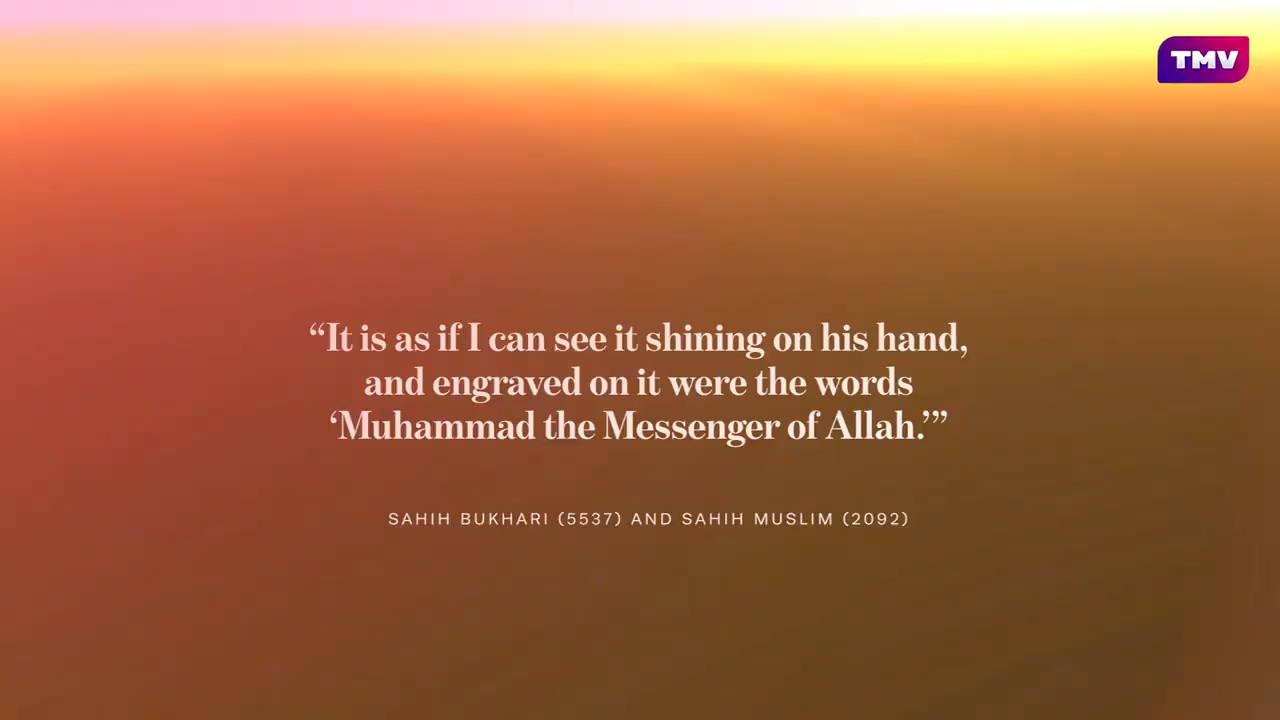 TMV
“It is as if I can see it shining on his hand,
and engraved on it were the words
‘Muhammad the Messenger of Allah.’”
SAHIH BUKHARI (5537) AND SAHIH MUSLIM (2092)